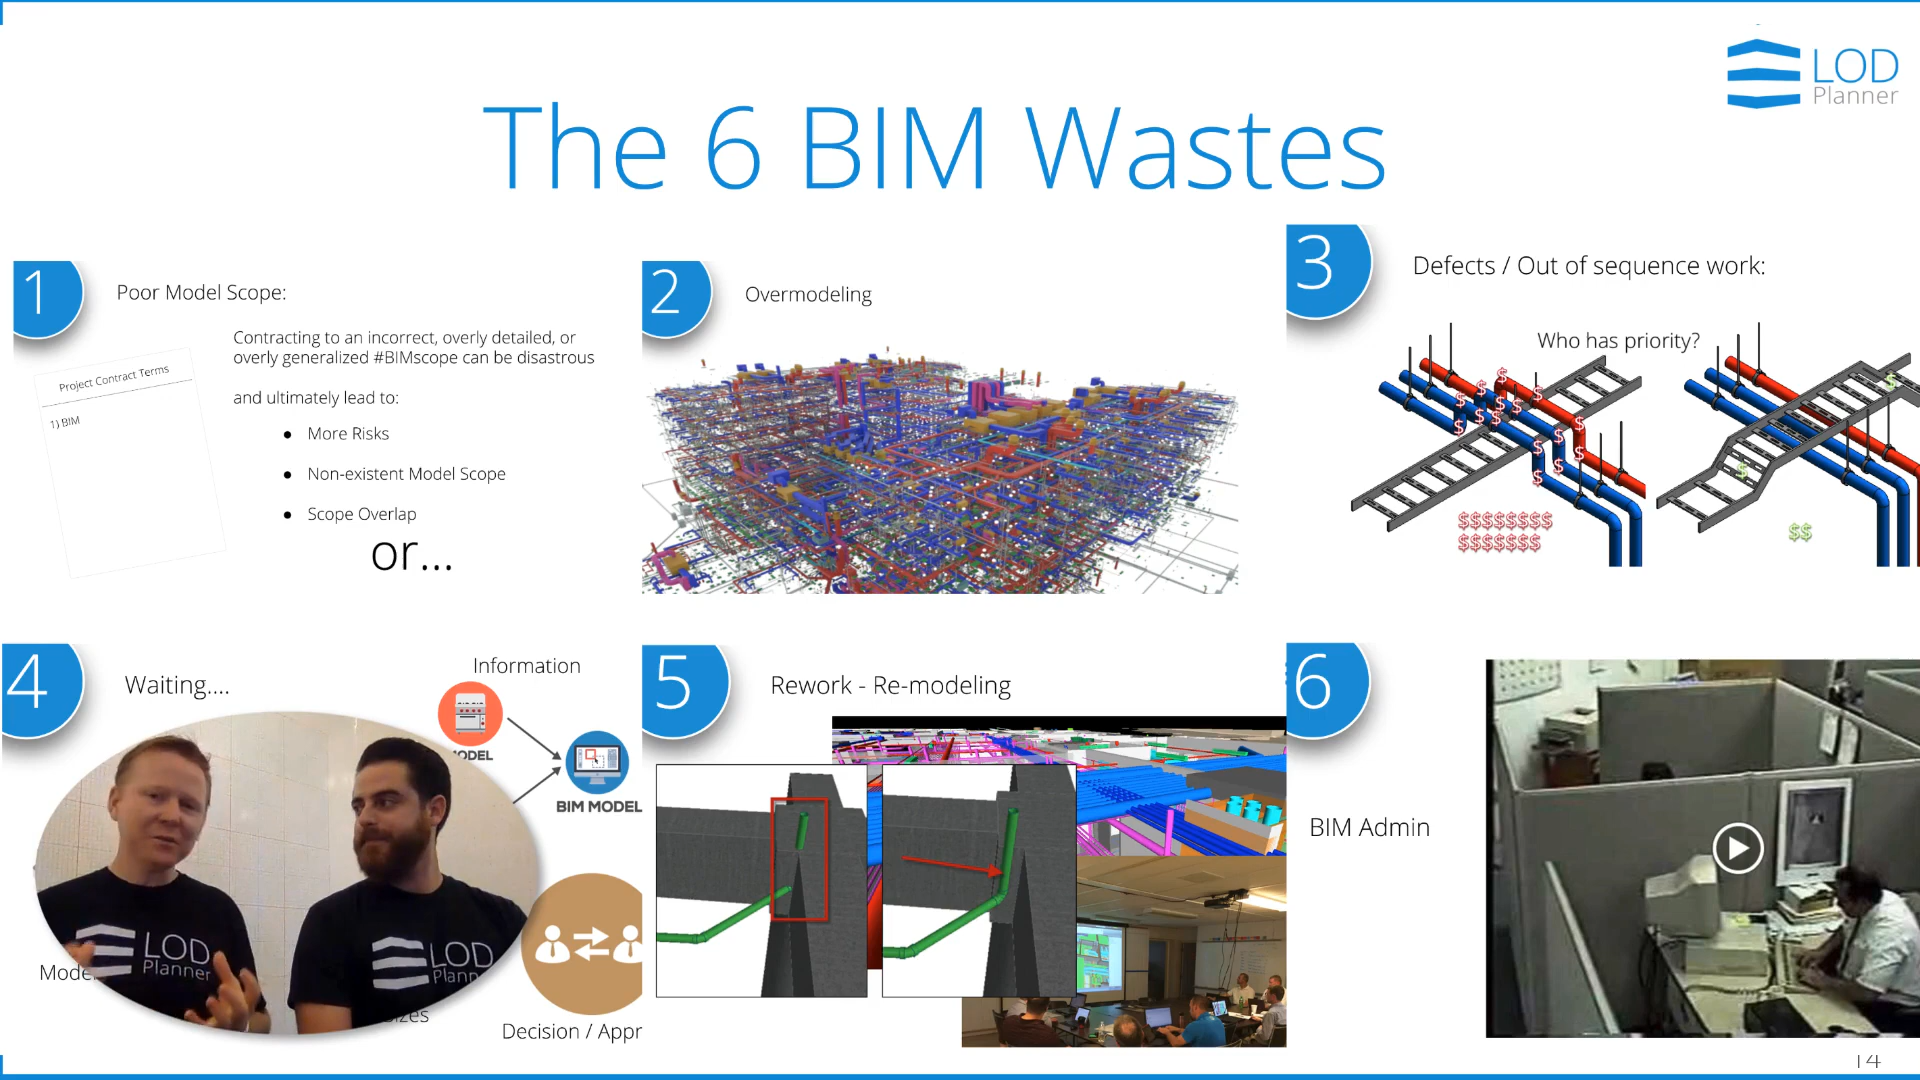 LOD
Planner
The 6 BIM Wastes
1
Poor Model Scope:
Project Contract Terms
1) BIM
Contracting to an incorrect, overly detailed, or
overly generalized #BIMscope can be disastrous
and ultimately lead to:
● More Risks
● Non-existent Model Scope
● Scope Overlap
or...
2
Overmodeling
3
Defects / Out of sequence work:
Who has priority?
$$$$$$$$
$$$$$$$
$$
4
Waiting....
Information
BIM MODEL
LOD
Planner
LOD
Decision /
5
Rework - Re-modeling
6
BIM Admin
14